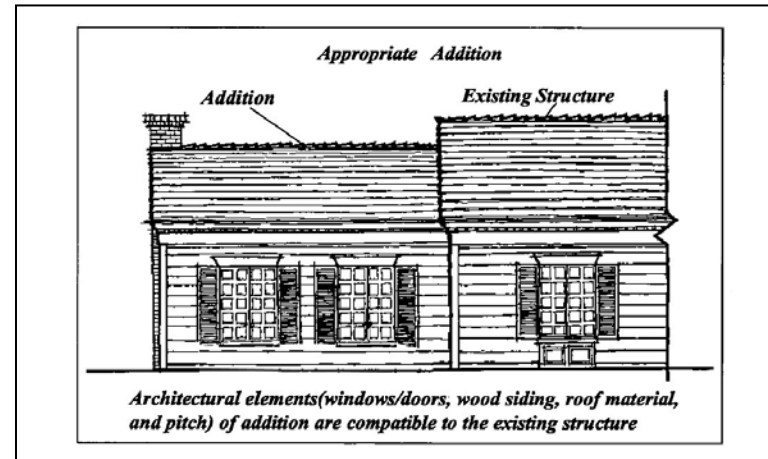 Appropriate Addition
Addition
Existing Structure
Architectural elements(windows/doors, wood siding, roof material,
and pitch) of addition are compatible to the existing structure